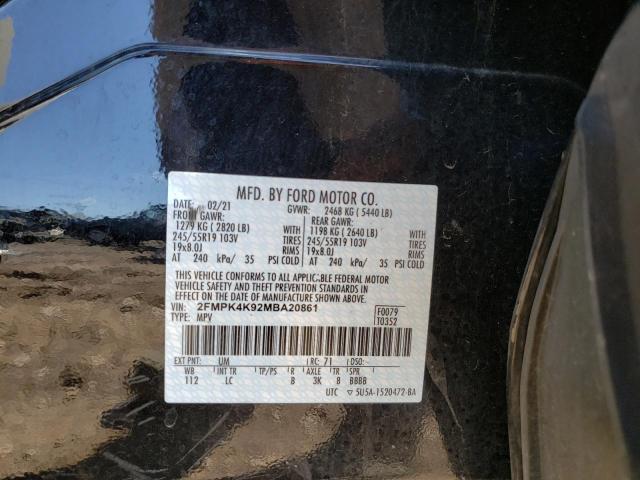 MFD. BY FORD MOTOR CO.
DATE: 02/21 GVWR: 2468 KG ( 5440 LB)
FRONT GAWR: REAR GAWR:
1279 KG ( 2820 LB) 1198 KG ( 2640 LB)
245/55R19 103V TIRES 245/55R19 103V TIRES
19x8.0J RIMS 19x8.0J RIMS
AT 240 kPa/ 35 PSI COLD AT 240 kPa/ 35 PSI COLD
THIS VEHICLE CONFORMS TO ALL APPLICABLE FEDERAL MOTOR
VEHICLE SAFETY AND THEFT PREVENTION STANDARDS IN
EFFECT ON THE DATE OF MANUFACTURE SHOWN ABOVE.
VIN: 2FMPK4K92MBA20861 F0079
TYPE: MPV T0352
EXT PNT: UM RC: 71 DSO:
WB INT TR TP/PS R AXLE TR SPR
112 LC B 3K 8 BBBB
UTC ▽ 5U5A-1520472-BA